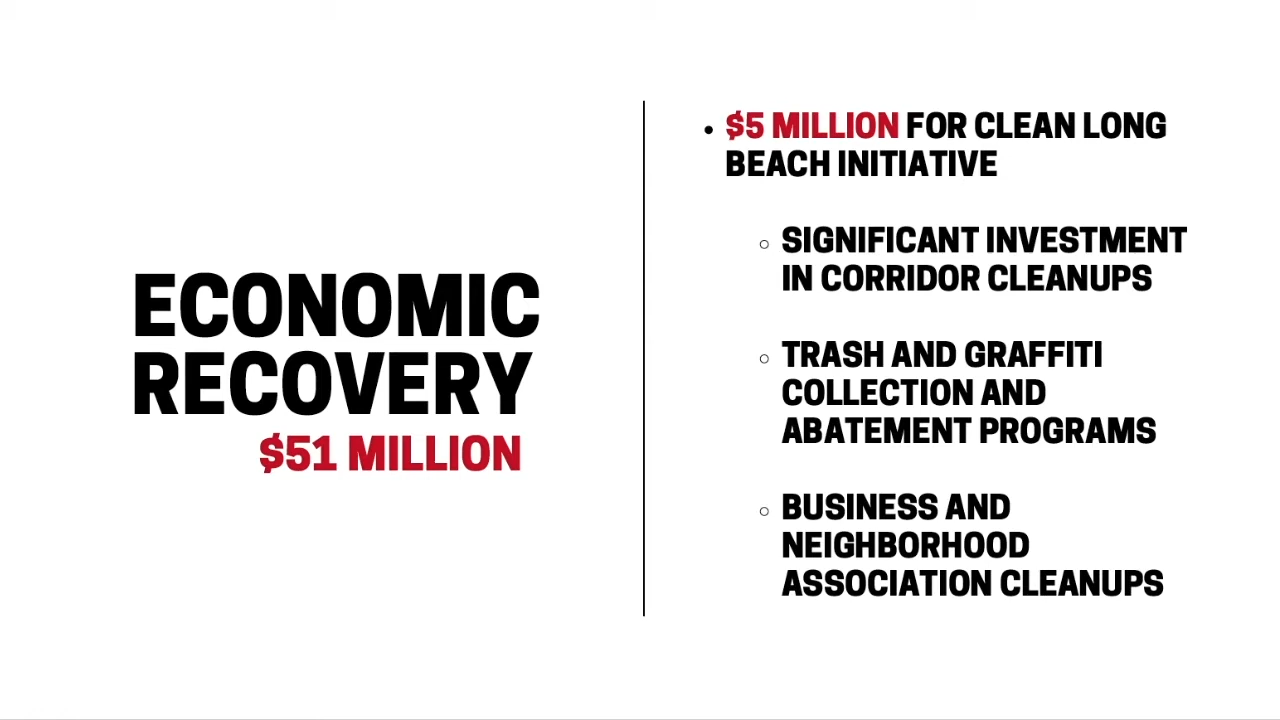 ECONOMIC
RECOVERY
$51 MILLION
• $5 MILLION FOR CLEAN LONG
BEACH INITIATIVE
○ SIGNIFICANT INVESTMENT
IN CORRIDOR CLEANUPS
○ TRASH AND GRAFFITI
COLLECTION AND
ABATEMENT PROGRAMS
○ BUSINESS AND
NEIGHBORHOOD
ASSOCIATION CLEANUPS